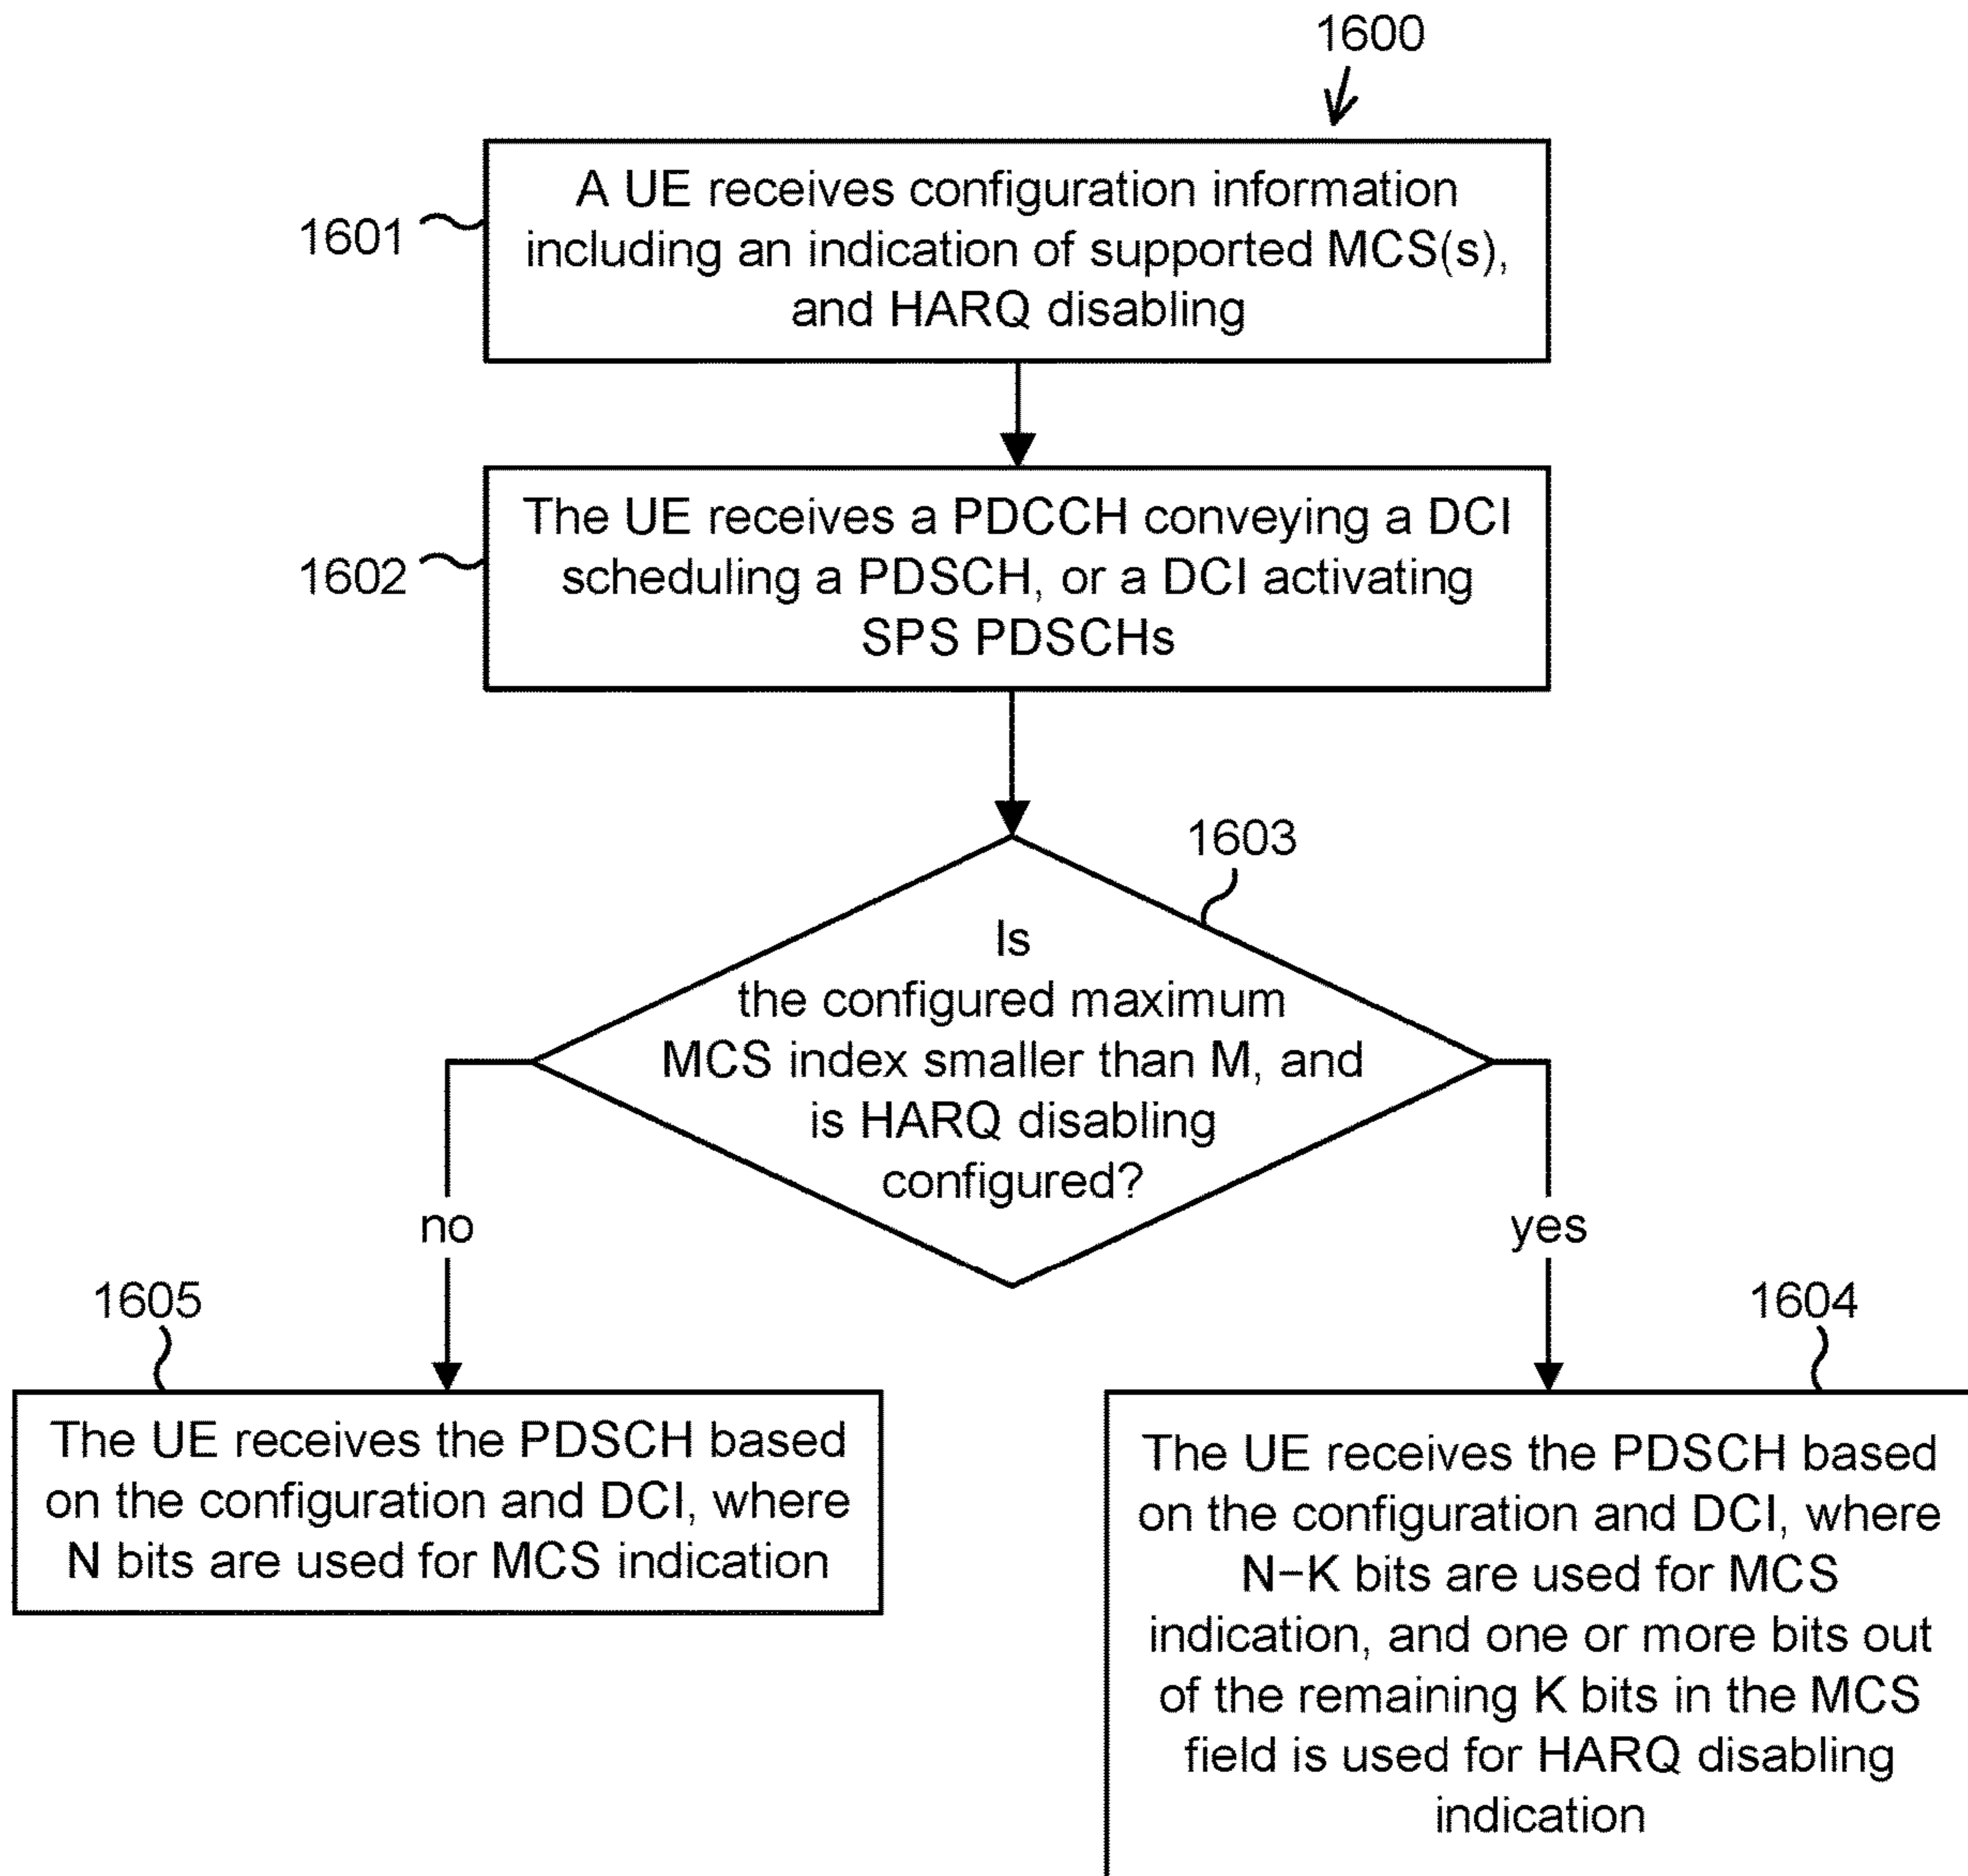 1600
1601
A UE receives configuration information
including an indication of supported MCS(s),
and HARQ disabling
1602
The UE receives a PDCCH conveying a DCI
scheduling a PDSCH, or a DCI activating
SPS PDSCHs
1603
Is
the configured maximum
MCS index smaller than M, and
is HARQ disabling
configured?
no
yes
1605
The UE receives the PDSCH based
on the configuration and DCI, where
N bits are used for MCS indication
1604
The UE receives the PDSCH based
on the configuration and DCI, where
N−K bits are used for MCS
indication, and one or more bits out
of the remaining K bits in the MCS
field is used for HARQ disabling
indication